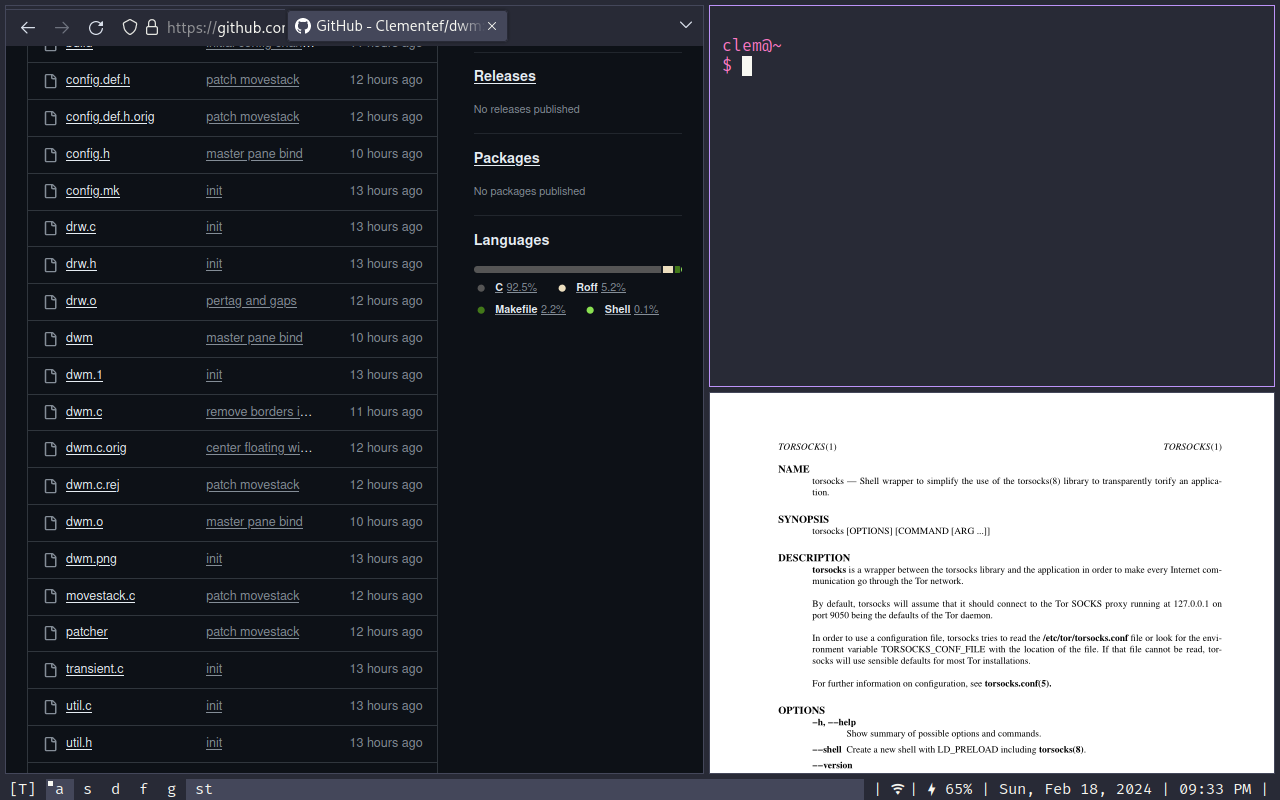 https://github.com
GitHub - Clementef/dwm
config.def.h patch movestack 12 hours ago
config.def.h.orig patch movestack 12 hours ago
config.h master pane bind 10 hours ago
config.mk init 13 hours ago
drw.c init 13 hours ago
drw.h init 13 hours ago
drw.o pertag and gaps 12 hours ago
dwm master pane bind 10 hours ago
dwm.1 init 13 hours ago
dwm.c remove borders i... 11 hours ago
dwm.c.orig center floating wi... 12 hours ago
dwm.c.rej patch movestack 12 hours ago
dwm.o master pane bind 10 hours ago
dwm.png init 13 hours ago
movestack.c patch movestack 12 hours ago
patcher patch movestack 12 hours ago
transient.c init 13 hours ago
util.c init 13 hours ago
util.h init 13 hours ago
Releases
No releases published
Packages
No packages published
Languages
C 92.5% Roff 5.2%
Makefile 2.2% Shell 0.1%
clem@~
$
TORSOCKS(1) TORSOCKS(1)
NAME
torsocks — Shell wrapper to simplify the use of the torsocks(8) library to transparently torify an applica-
tion.
SYNOPSIS
torsocks [OPTIONS] [COMMAND [ARG ...]]
DESCRIPTION
torsocks is a wrapper between the torsocks library and the application in order to make every Internet com-
munication go through the Tor network.
By default, torsocks will assume that it should connect to the Tor SOCKS proxy running at 127.0.0.1 on
port 9050 being the defaults of the Tor daemon.
In order to use a configuration file, torsocks tries to read the /etc/tor/torsocks.conf file or look for the envi-
ronment variable TORSOCKS_CONF_FILE with the location of the file. If that file cannot be read, tor-
socks will use sensible defaults for most Tor installations.
For further information on configuration, see torsocks.conf(5).
OPTIONS
−h, −−help
Show summary of possible options and commands.
−−shell Create a new shell with LD_PRELOAD including torsocks(8).
−−version
[T] a s d f g st | | 65% | Sun, Feb 18, 2024 | 09:33 PM |